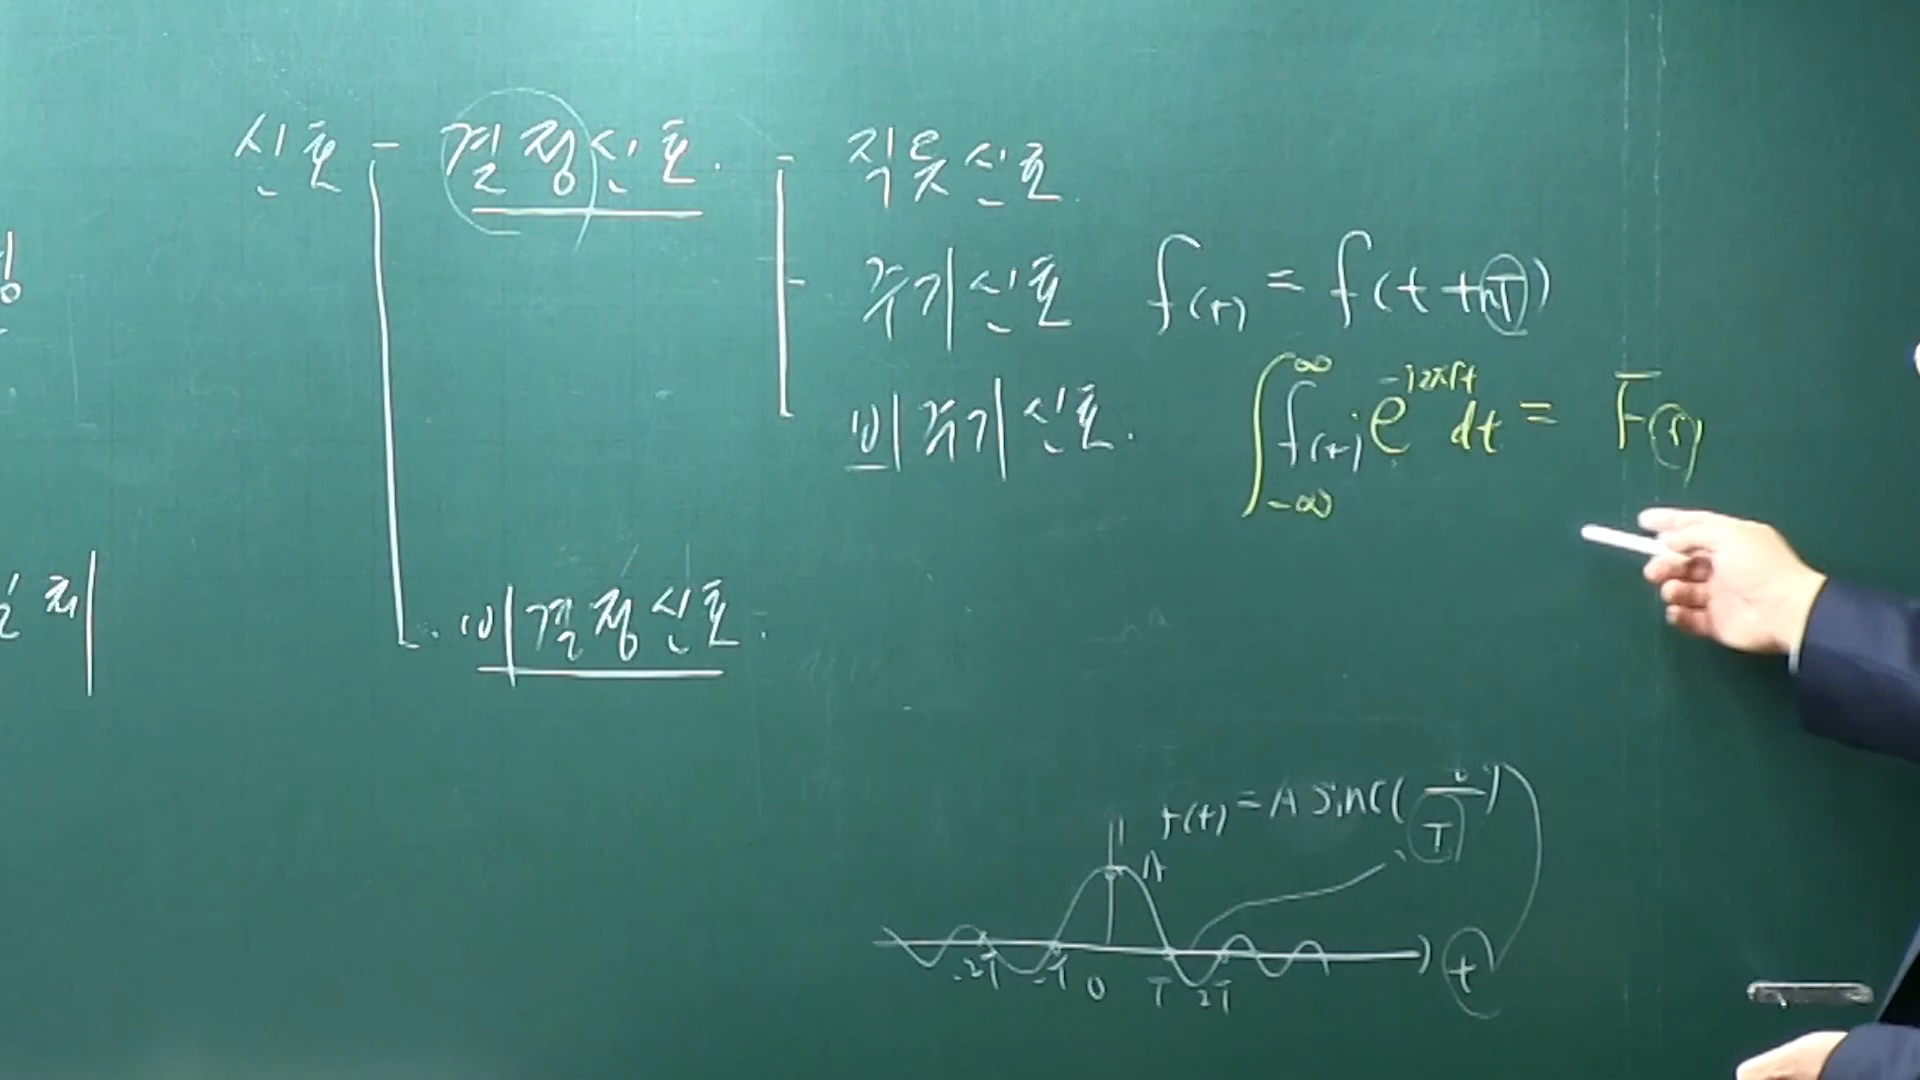 신호 결정신호. 직류신호
주기신호 f(t) = f(t+nT)
비주기신호. ∫_{-∞}^{∞} f(t) e^{-j2πft} dt = F(f)
비결정신호.
f(t) = A sinc(t/T)
A
-2T -T 0 T 2T t